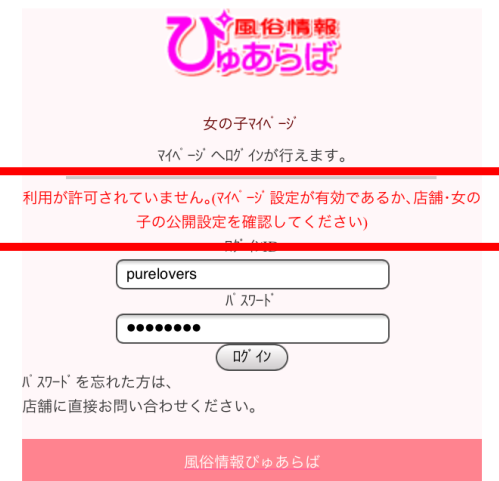 風俗情報
ぴゅあらば
女の子ﾏｲﾍﾟｰｼﾞ
ﾏｲﾍﾟｰｼﾞへﾛｸﾞｲﾝが行えます。
利用が許可されていません｡(ﾏｲﾍﾟｰｼﾞ設定が有効であるか､店舗･女の
子の公開設定を確認してください)
purelovers
ﾊﾟｽﾜｰﾄﾞ
●●●●●●●●
ﾛｸﾞｲﾝ
ﾊﾟｽﾜｰﾄﾞを忘れた方は、
店舗に直接お問い合わせください。
風俗情報ぴゅあらば